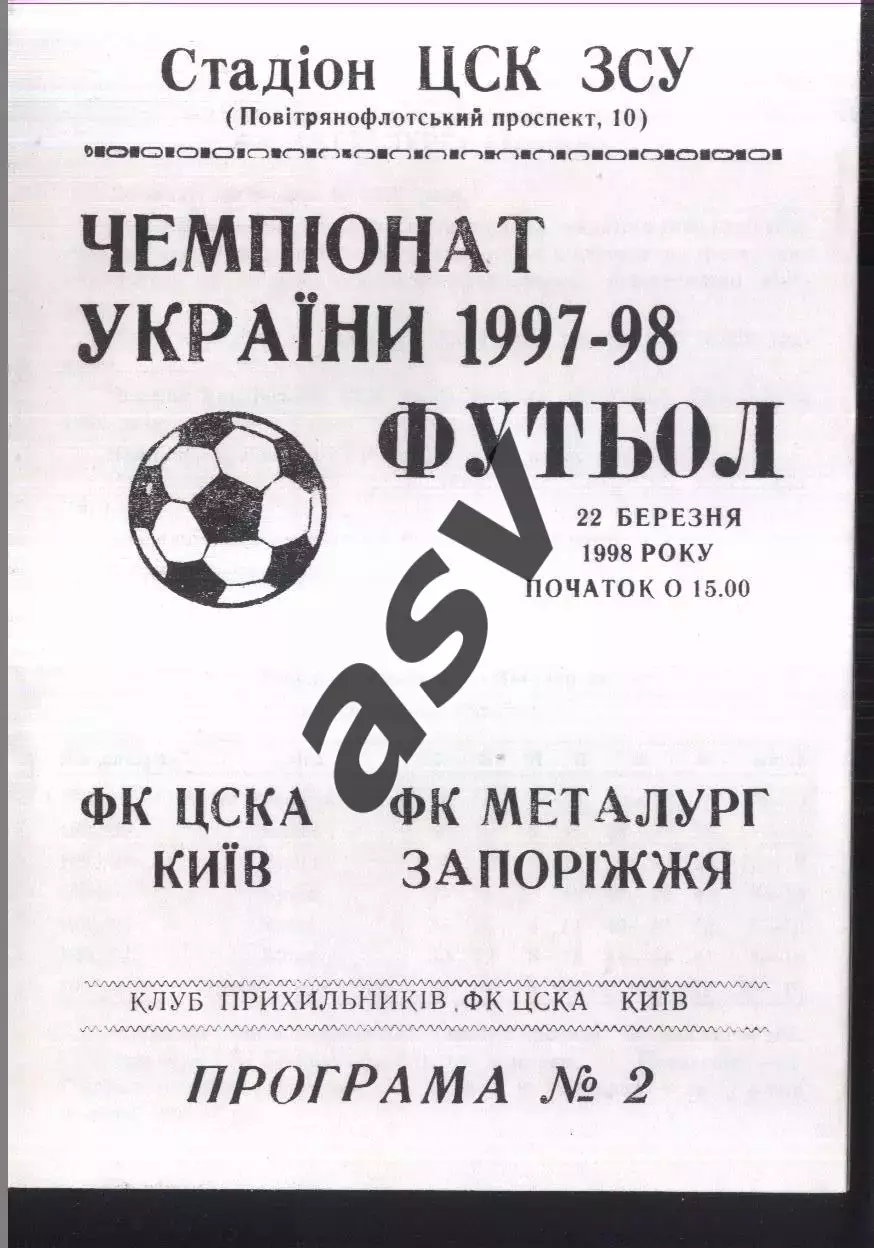 Стадіон ЦСК ЗСУ
(Повітрянофлотський проспект, 10)
ЧЕМПІОНАТ
УКРАЇНИ 1997-98
ФУТБОЛ
22 БЕРЕЗНЯ
1998 РОКУ
ПОЧАТОК О 15.00
asv
ФК ЦСКА ФК МЕТАЛУРГ
КИЇВ ЗАПОРІЖЖЯ
КЛУБ ПРИХИЛЬНИКІВ ФК ЦСКА КИЇВ
ПРОГРАМА № 2